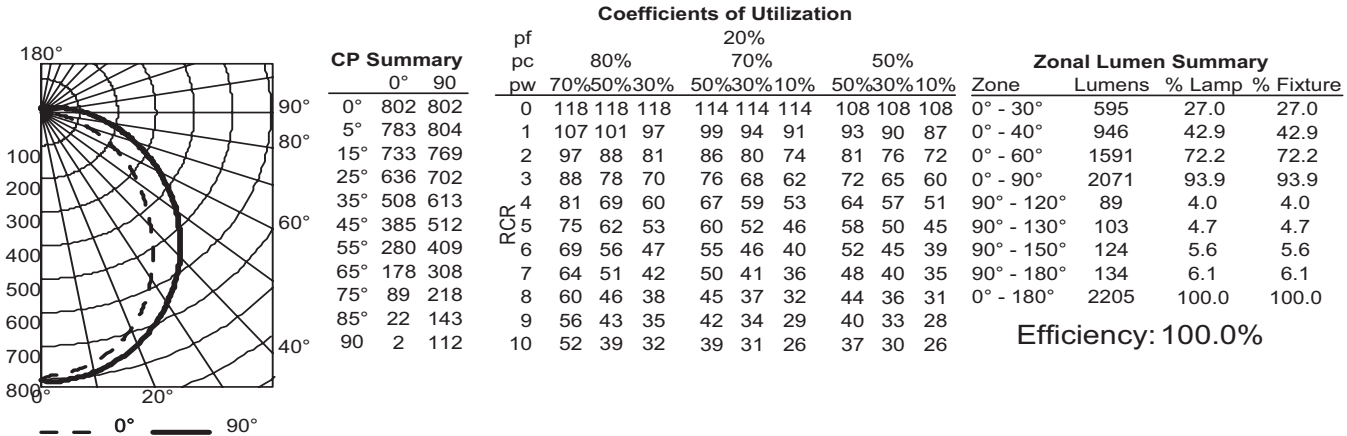 Coefficients of Utilization
180°
90°
80°
60°
40°
20°
0°
100
200
300
400
500
600
700
800
0° 90°
CP Summary
0° 90
0° 802 802
5° 783 804
15° 733 769
25° 636 702
35° 508 613
45° 385 512
55° 280 409
65° 178 308
75° 89 218
85° 22 143
90 2 112
pf 20%
pc 80% 70% 50%
pw 70%50%30% 50%30%10% 50%30%10%
RCR
0 118 118 118 114 114 114 108 108 108
1 107 101 97 99 94 91 93 90 87
2 97 88 81 86 80 74 81 76 72
3 88 78 70 76 68 62 72 65 60
4 81 69 60 67 59 53 64 57 51
5 75 62 53 60 52 46 58 50 45
6 69 56 47 55 46 40 52 45 39
7 64 51 42 50 41 36 48 40 35
8 60 46 38 45 37 32 44 36 31
9 56 43 35 42 34 29 40 33 28
10 52 39 32 39 31 26 37 30 26
Zonal Lumen Summary
Zone Lumens % Lamp % Fixture
0° - 30° 595 27.0 27.0
0° - 40° 946 42.9 42.9
0° - 60° 1591 72.2 72.2
0° - 90° 2071 93.9 93.9
90° - 120° 89 4.0 4.0
90° - 130° 103 4.7 4.7
90° - 150° 124 5.6 5.6
90° - 180° 134 6.1 6.1
0° - 180° 2205 100.0 100.0
Efficiency: 100.0%